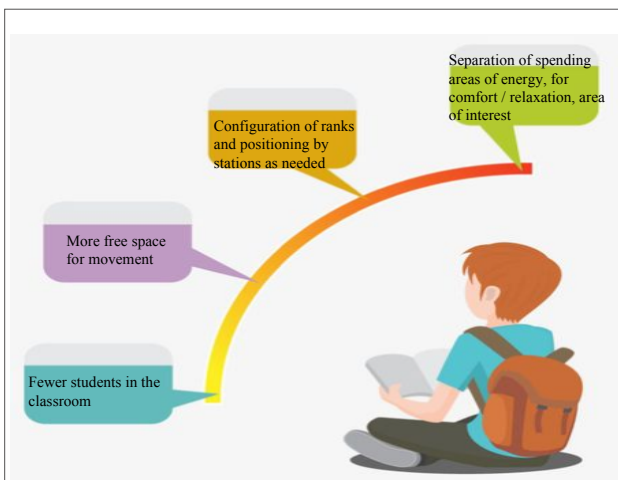 Separation of spending
areas of energy, for
comfort / relaxation, area
of interest
Configuration of ranks
and positioning by
stations as needed
More free space
for movement
Fewer students in the
classroom